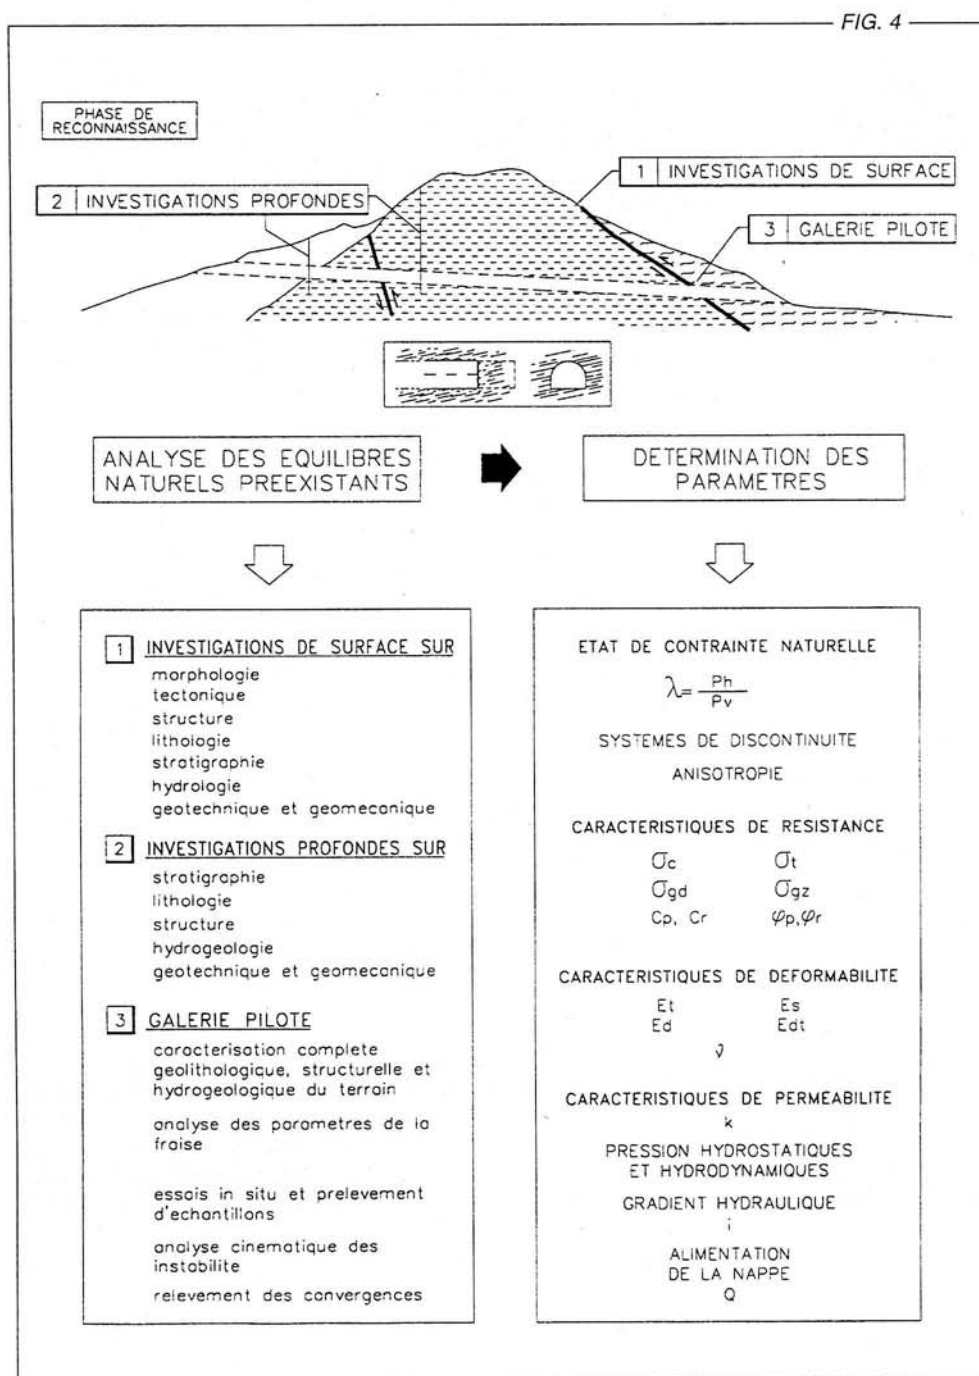 FIG. 4
PHASE DE
RECONNAISSANCE
1 INVESTIGATIONS DE SURFACE
2 INVESTIGATIONS PROFONDES
3 GALERIE PILOTE
ANALYSE DES EQUILIBRES
NATURELS PREEXISTANTS
DETERMINATION DES
PARAMETRES
1 INVESTIGATIONS DE SURFACE SUR
morphologie
tectonique
structure
lithologie
stratigraphie
hydrologie
geotechnique et geomecanique
2 INVESTIGATIONS PROFONDES SUR
stratigraphie
lithologie
structure
hydrogeologie
geotechnique et geomecanique
3 GALERIE PILOTE
caracterisation complete
geolithologique, structurelle et
hydrogeologique du terrain
analyse des parametres de la
fraise
essais in situ et prelevement
d'echantillons
analyse cinematique des
instabilite
relevement des convergences
ETAT DE CONTRAINTE NATURELLE
λ= Ph
Pv
SYSTEMES DE DISCONTINUITE
ANISOTROPIE
CARACTERISTIQUES DE RESISTANCE
σc σt
σgd σgz
Cp, Cr φp,φr
CARACTERISTIQUES DE DEFORMABILITE
Et Es
Ed Edt
ν
CARACTERISTIQUES DE PERMEABILITE
k
PRESSION HYDROSTATIQUES
ET HYDRODYNAMIQUES
GRADIENT HYDRAULIQUE
i
ALIMENTATION
DE LA NAPPE
Q